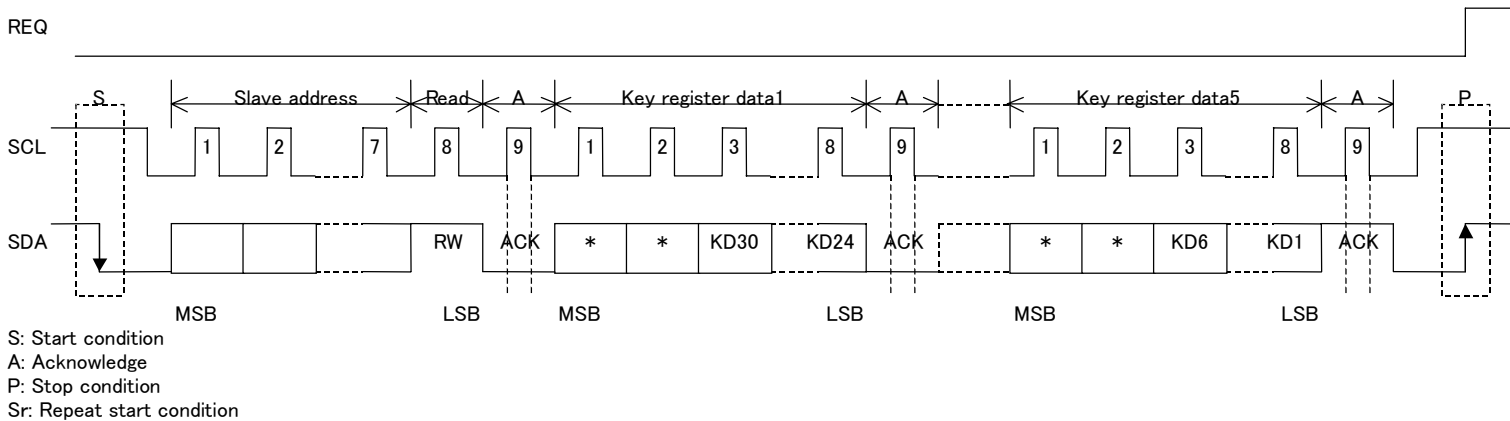 REQ
S Slave address Read A Key register data1 A Key register data5 A P
SCL 1 2 7 8 9 1 2 3 8 9 1 2 3 8 9
SDA RW ACK * * KD30 KD24 ACK * * KD6 KD1 ACK
MSB LSB MSB LSB MSB LSB
S: Start condition
A: Acknowledge
P: Stop condition
Sr: Repeat start condition